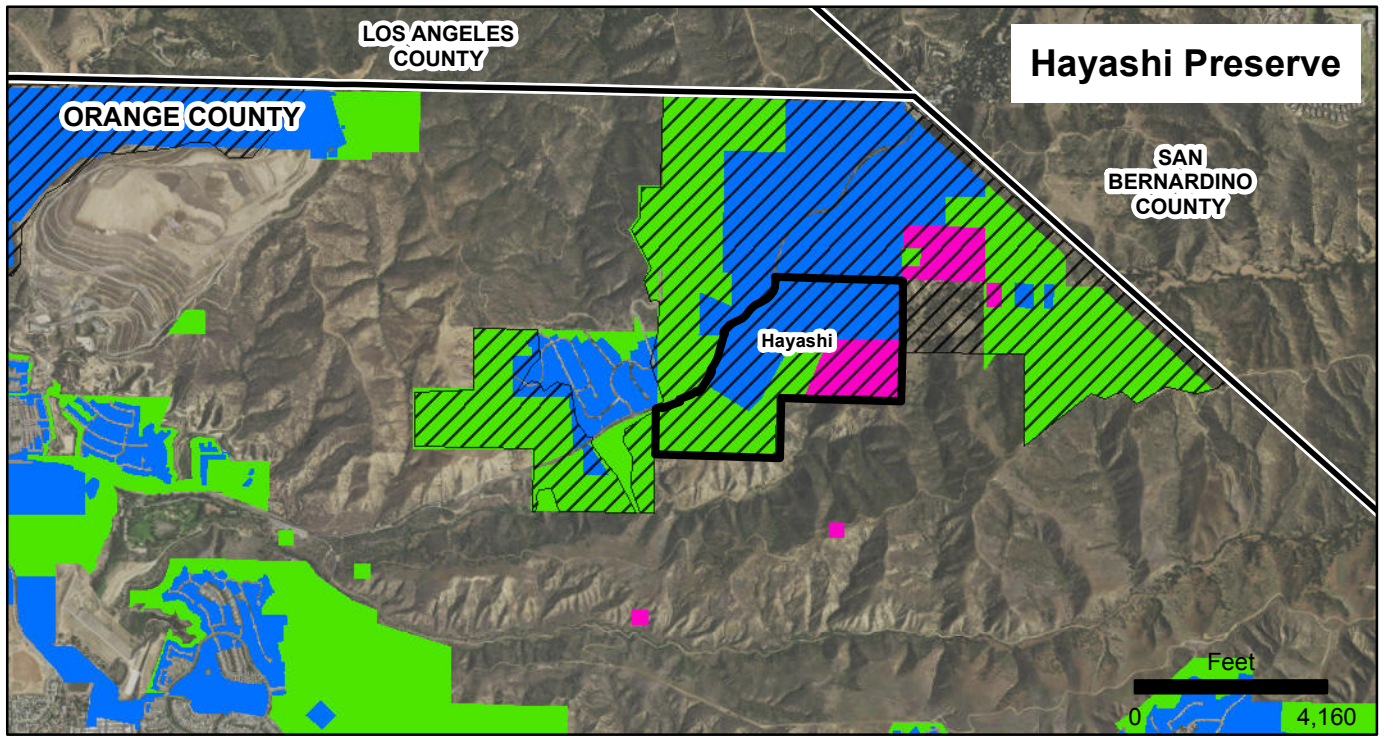 LOS ANGELES
COUNTY
Hayashi Preserve
ORANGE COUNTY
SAN
BERNARDINO
COUNTY
Hayashi
Feet
0 4,160